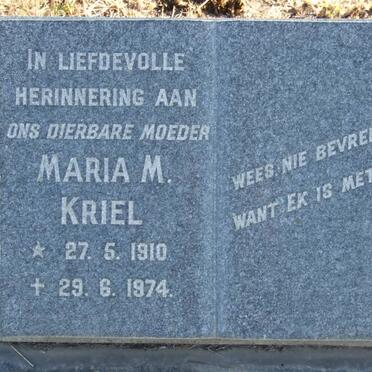 IN LIEFDEVOLLE
HERINNERING AAN
ONS DIERBARE MOEDER
MARIA M.
KRIEL
* 27. 5. 1910
+ 29. 6. 1974.
WEES NIE BEVRE
WANT EK IS MET